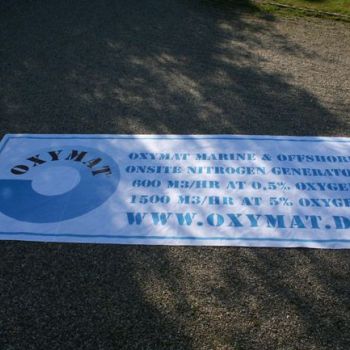 OXYMAT
OXYMAT MARINE & OFFSHOR
ONSITE NITROGEN GENERATO
600 M3/HR AT 0,5% OXYGE
1500 M3/HR AT 5% OXYGE
WWW.OXYMAT.D